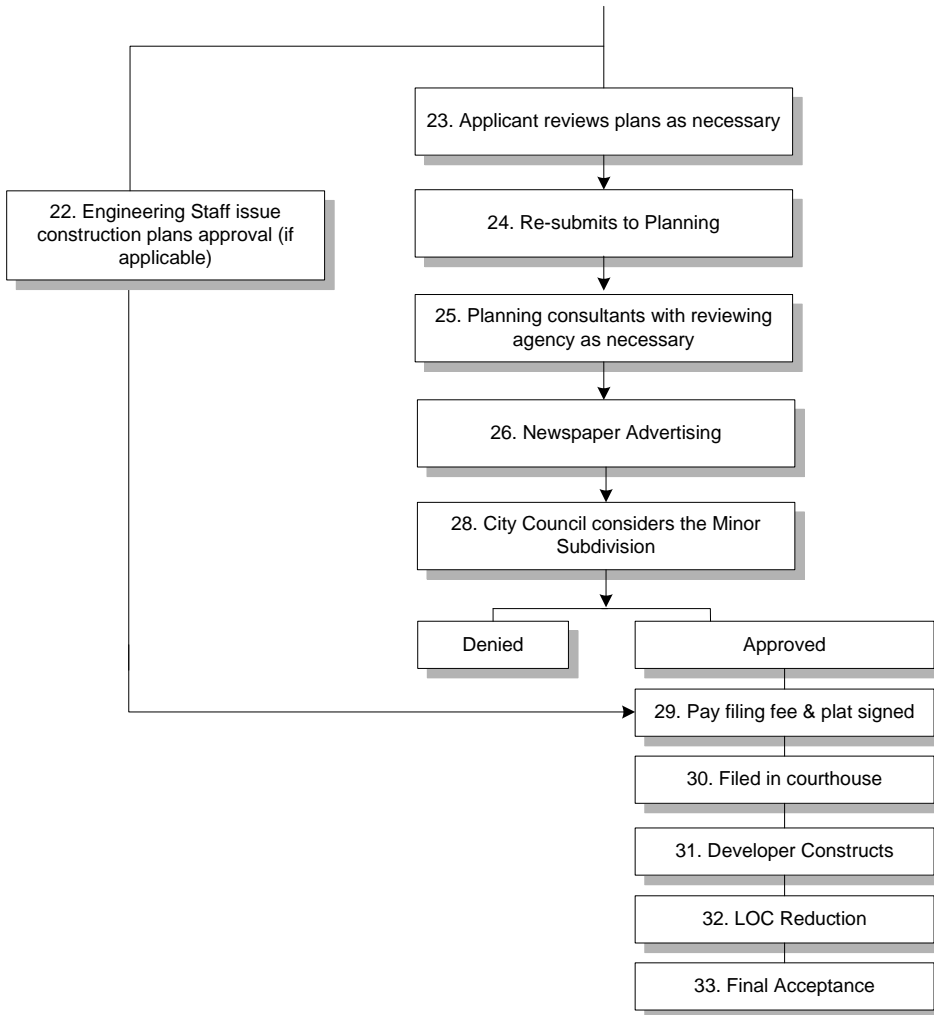 23. Applicant reviews plans as necessary
22. Engineering Staff issue
construction plans approval (if
applicable)
24. Re-submits to Planning
25. Planning consultants with reviewing
agency as necessary
26. Newspaper Advertising
28. City Council considers the Minor
Subdivision
Denied
Approved
29. Pay filing fee & plat signed
30. Filed in courthouse
31. Developer Constructs
32. LOC Reduction
33. Final Acceptance